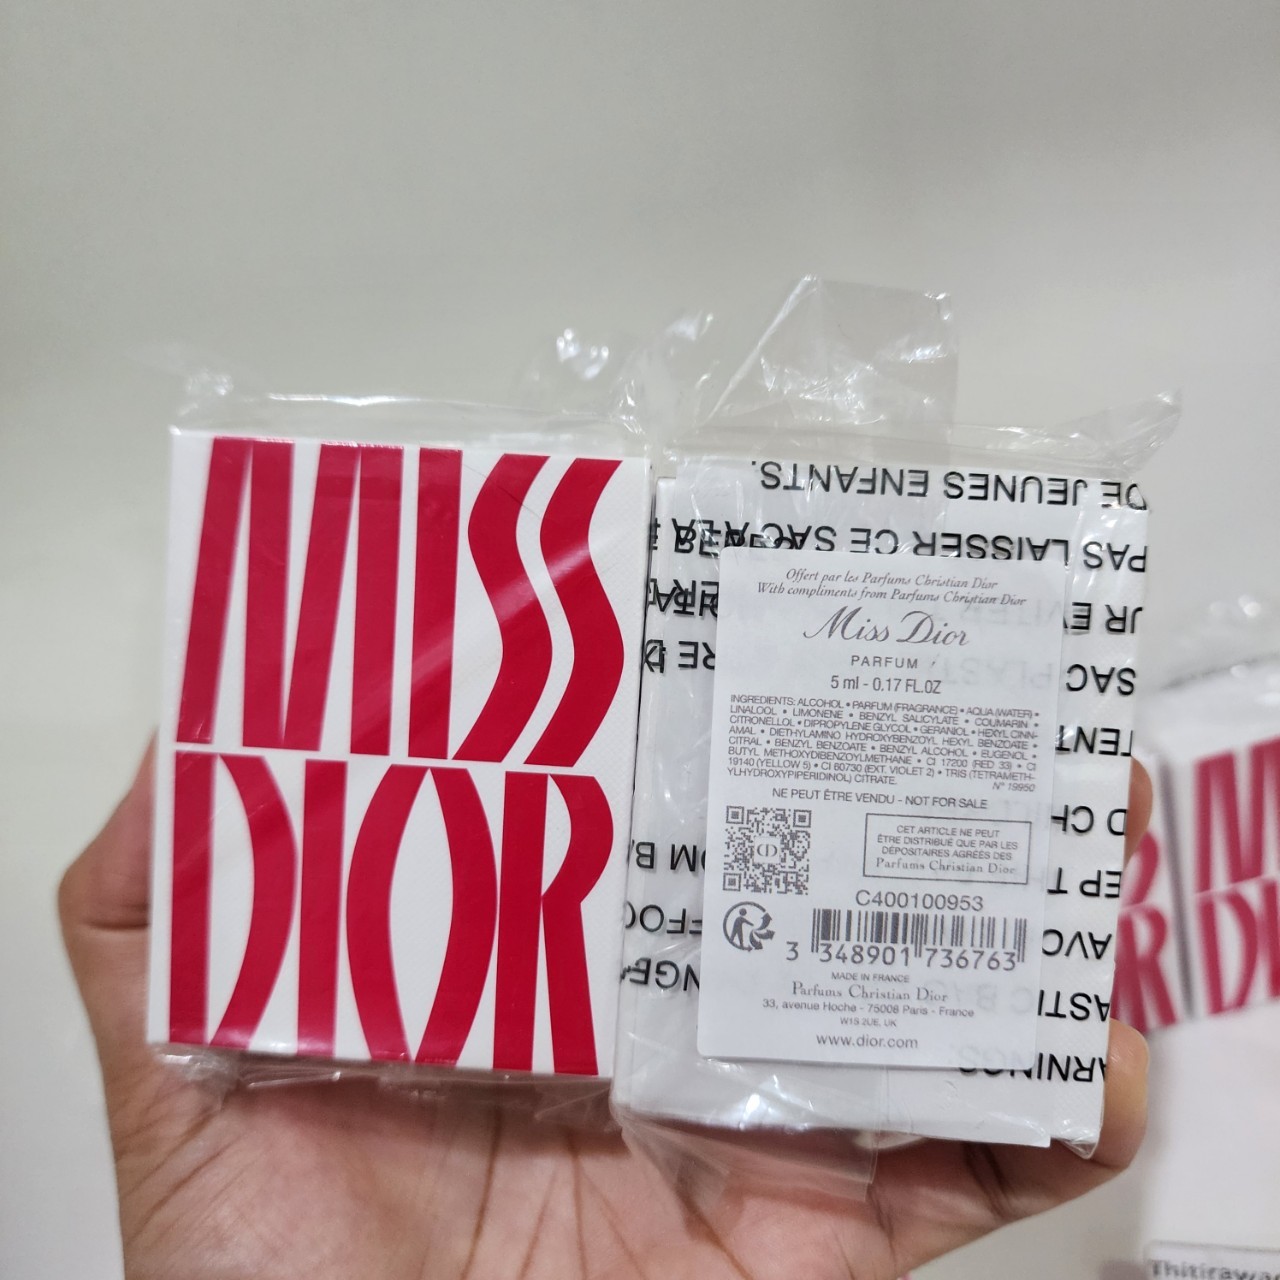 MISS
DIOR
DE JEUNES ENFANTS.
PAS LAISSER CE SAC
SAC
Offert par les Parfums Christian Dior
With compliments from Parfums Christian Dior
Miss Dior
PARFUM
5 ml - 0.17 FL.OZ
INGREDIENTS: ALCOHOL • PARFUM (FRAGRANCE) • AQUA (WATER) •
LINALOOL • LIMONENE • BENZYL SALICYLATE • COUMARIN •
CITRONELLOL • DIPROPYLENE GLYCOL • GERANIOL • HEXYL CINN-
AMAL • DIETHYLAMINO HYDROXYBENZOYL HEXYL BENZOATE •
CITRAL • BENZYL BENZOATE • BENZYL ALCOHOL • EUGENOL •
BUTYL METHOXYDIBENZOYLMETHANE • CI 17200 (RED 33) • CI
19140 (YELLOW 5) • CI 60730 (EXT. VIOLET 2) • TRIS (TETRAMETH-
YLHYDROXYPIPERIDINOL) CITRATE.
N° 19950
NE PEUT ÊTRE VENDU - NOT FOR SALE
CET ARTICLE NE PEUT
ÊTRE DISTRIBUÉ QUE PAR LES
DÉPOSITAIRES AGRÉÉS DES
Parfums Christian Dior
CD
C400100953
3 348901 736763
MADE IN FRANCE
Parfums Christian Dior
33, avenue Hoche - 75008 Paris - France
W1S 2UE, UK
www.dior.com
MISS
DIOR